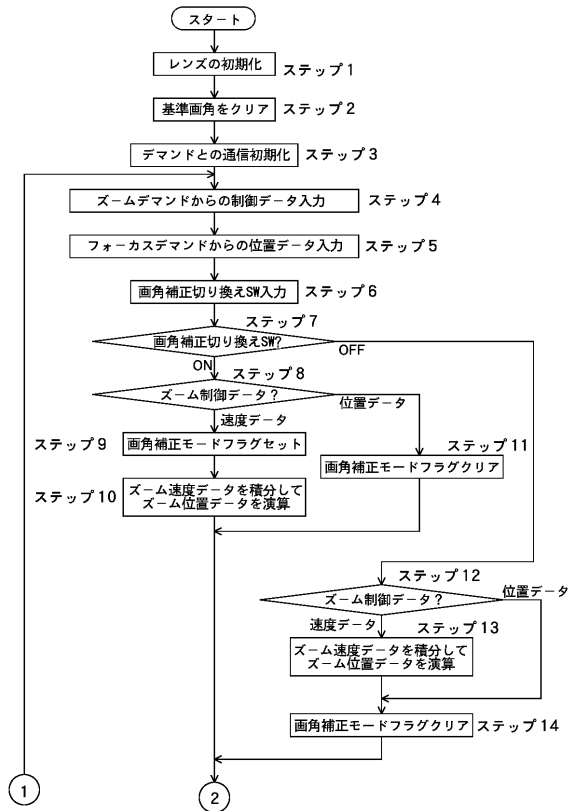 スタート
レンズの初期化
ステップ1
基準画角をクリア
ステップ2
デマンドとの通信初期化
ステップ3
ズームデマンドからの制御データ入力
ステップ4
フォーカスデマンドからの位置データ入力
ステップ5
画角補正切り換えSW入力
ステップ6
ステップ7
画角補正切り換えSW?
OFF
ON
ステップ8
ズーム制御データ?
位置データ
速度データ
ステップ9
画角補正モードフラグセット
ステップ11
画角補正モードフラグクリア
ステップ10
ズーム速度データを積分して
ズーム位置データを演算
ステップ12
ズーム制御データ?
位置データ
速度データ
ステップ13
ズーム速度データを積分して
ズーム位置データを演算
画角補正モードフラグクリア
ステップ14
1
2